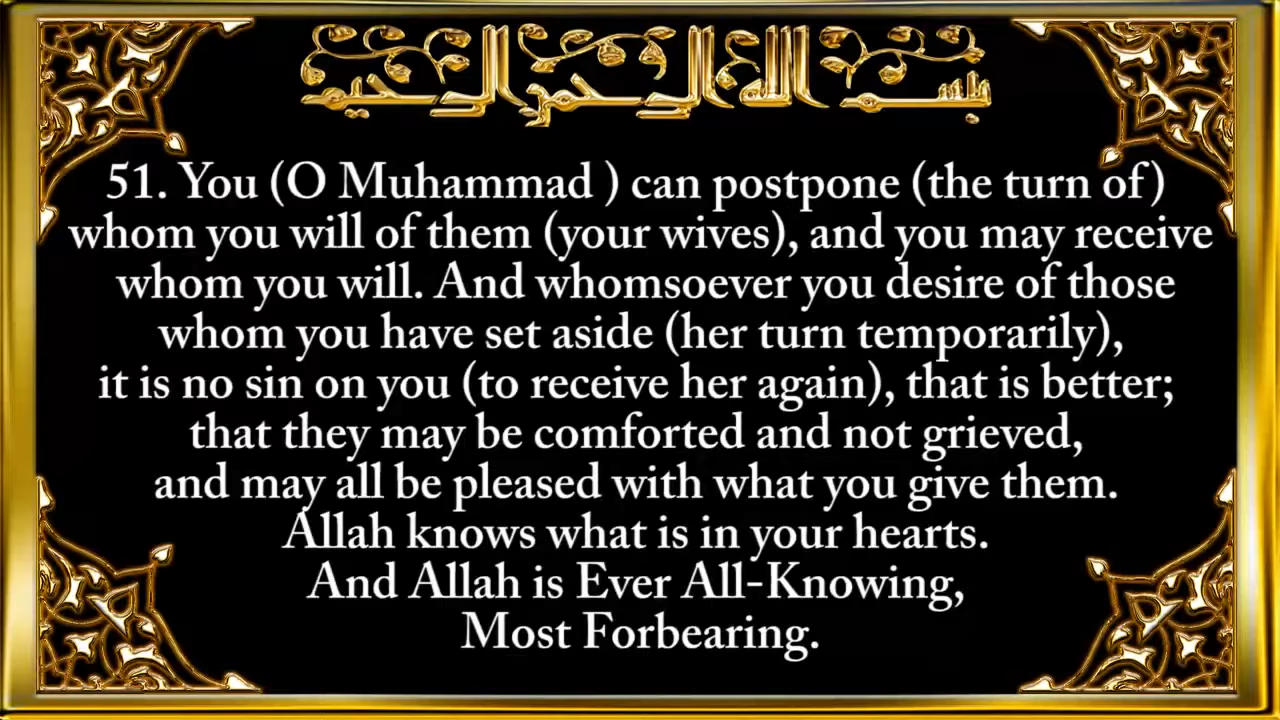 بسم الله الرحمن الرحيم
51. You (O Muhammad ) can postpone (the turn of)
whom you will of them (your wives), and you may receive
whom you will. And whomsoever you desire of those
whom you have set aside (her turn temporarily),
it is no sin on you (to receive her again), that is better;
that they may be comforted and not grieved,
and may all be pleased with what you give them.
Allah knows what is in your hearts.
And Allah is Ever All-Knowing,
Most Forbearing.